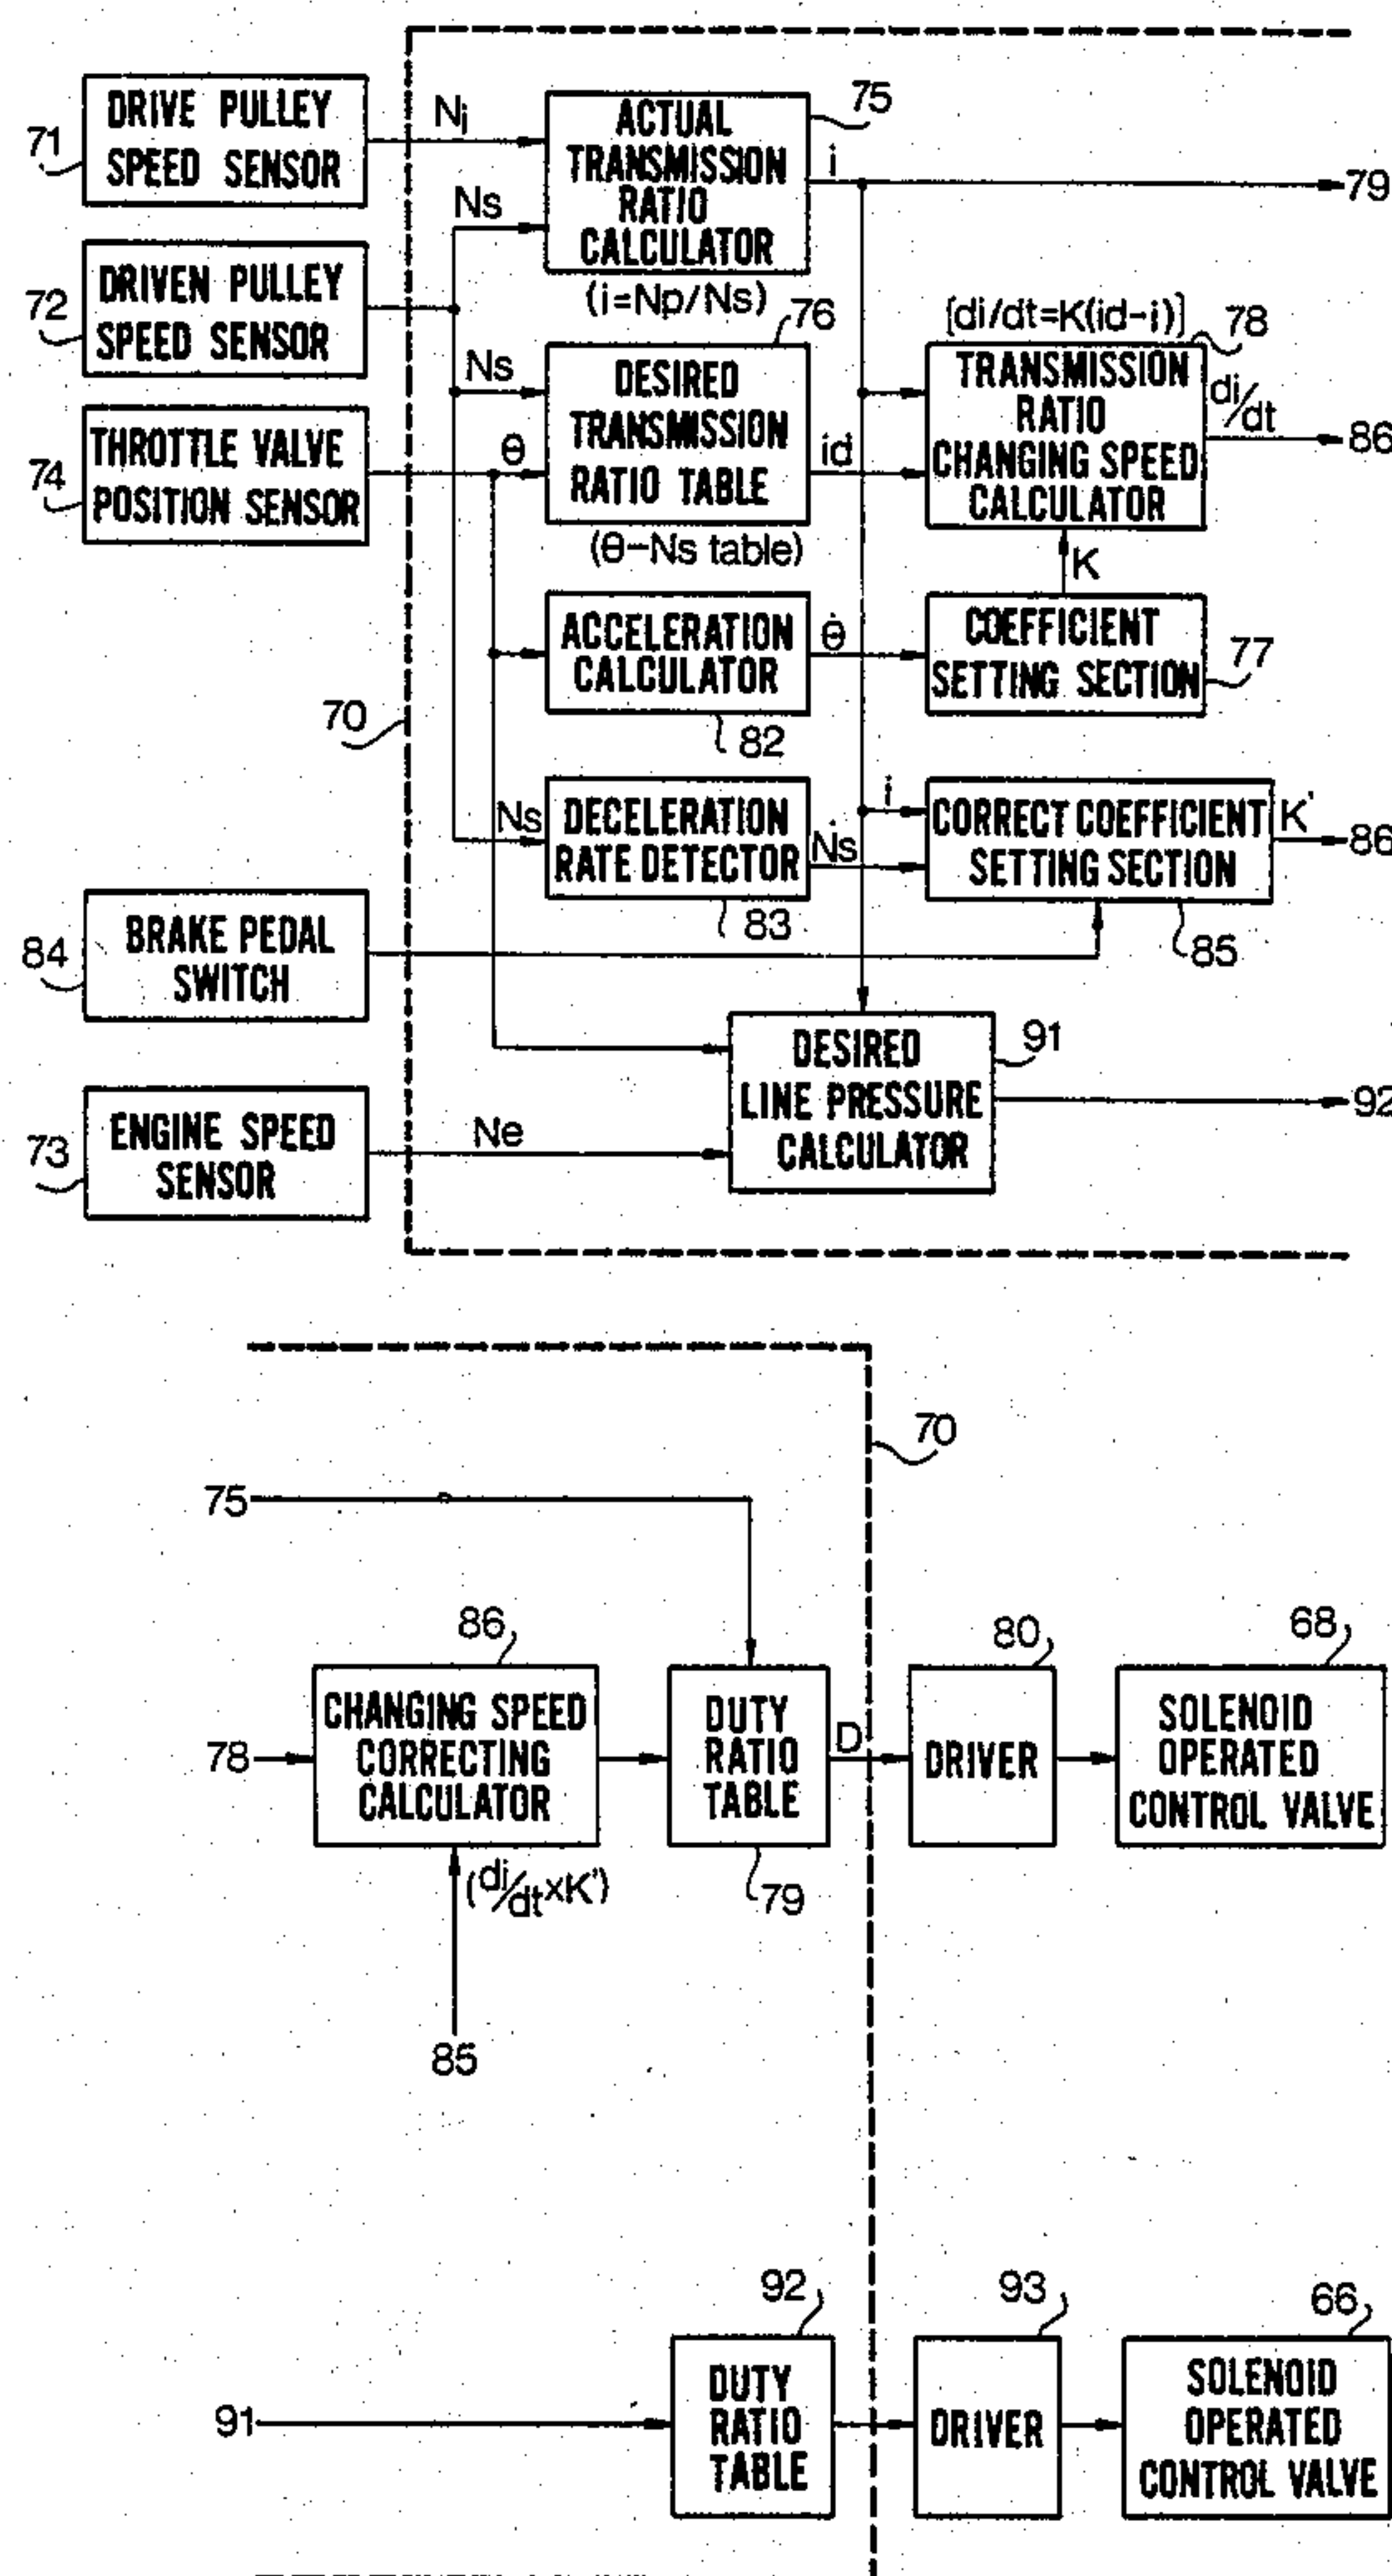 DRIVE PULLEY
SPEED SENSOR
71
Ni
ACTUAL
TRANSMISSION
RATIO
CALCULATOR
75
i
79
Ns
(i=Np/Ns)
DRIVEN PULLEY
SPEED SENSOR
72
Ns
DESIRED
TRANSMISSION
RATIO TABLE
76
(θ-Ns table)
id
[di/dt=K(id-i)]
TRANSMISSION
RATIO
CHANGING SPEED
CALCULATOR
78
di/dt
86
THROTTLE VALVE
POSITION SENSOR
74
θ
K
ACCELERATION
CALCULATOR
82
θ̇
COEFFICIENT
SETTING SECTION
77
70
Ns
DECELERATION
RATE DETECTOR
83
Ṅs
i
CORRECT COEFFICIENT
SETTING SECTION
85
K'
86
BRAKE PEDAL
SWITCH
84
DESIRED
LINE PRESSURE
CALCULATOR
91
92
ENGINE SPEED
SENSOR
73
Ne
70
75
86
80
68
78
CHANGING SPEED
CORRECTING
CALCULATOR
DUTY
RATIO
TABLE
D
DRIVER
SOLENOID
OPERATED
CONTROL VALVE
(di/dt×K')
79
85
92
93
66
91
DUTY
RATIO
TABLE
DRIVER
SOLENOID
OPERATED
CONTROL VALVE